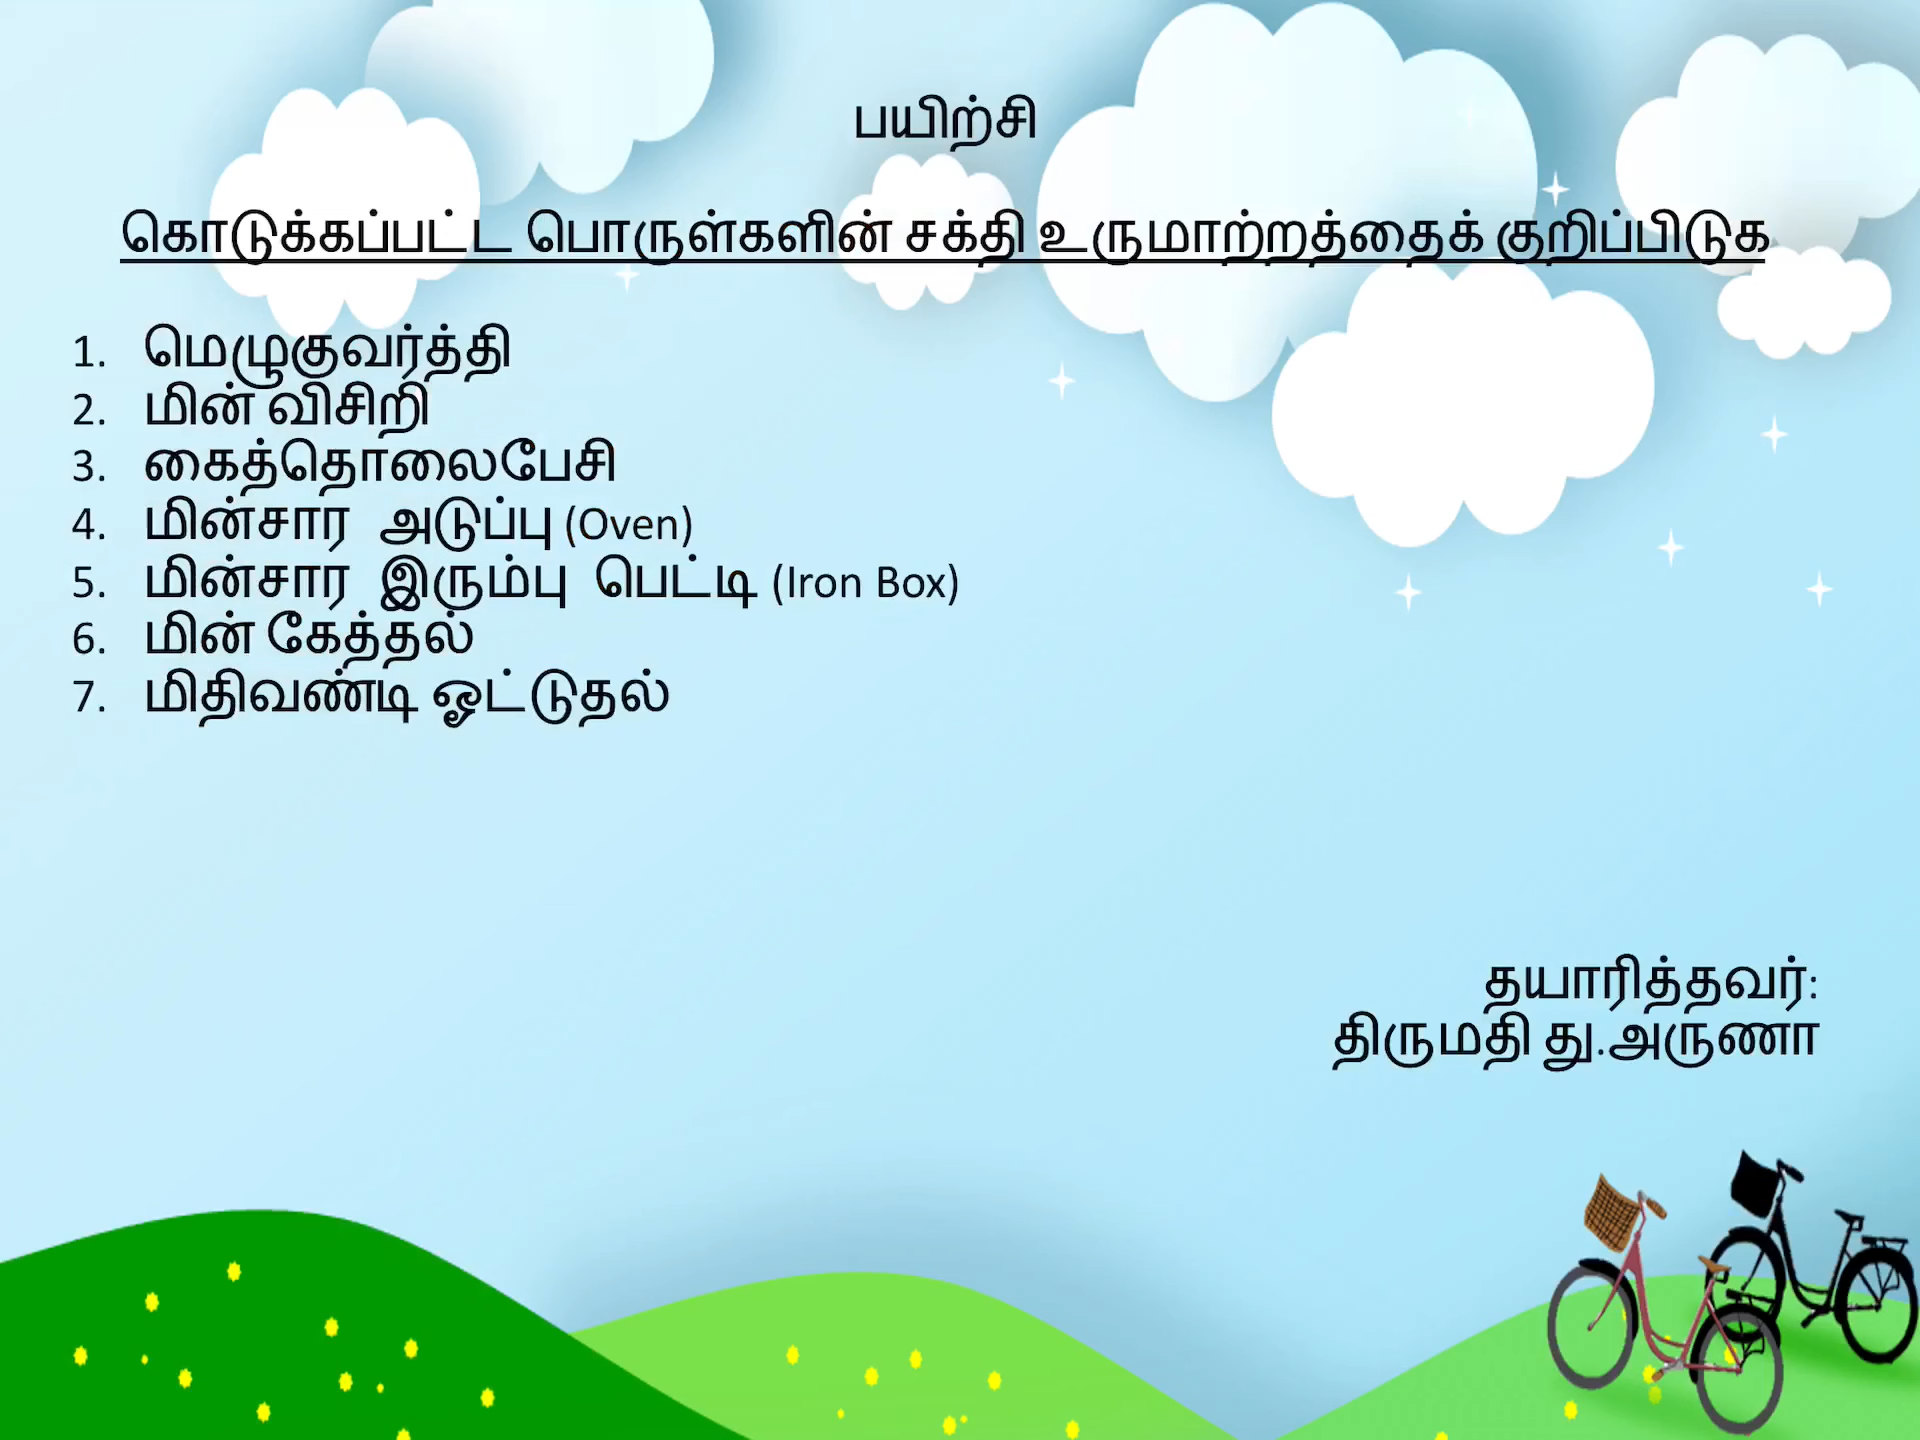 பயிற்சி
கொடுக்கப்பட்ட பொருள்களின் சக்தி உருமாற்றத்தைக் குறிப்பிடுக
1. மெழுகுவர்த்தி
2. மின் விசிறி
3. கைத்தொலைபேசி
4. மின்சார அடுப்பு (Oven)
5. மின்சார இரும்பு பெட்டி (Iron Box)
6. மின் கேத்தல்
7. மிதிவண்டி ஓட்டுதல்
தயாரித்தவர்:
திருமதி து.அருணா